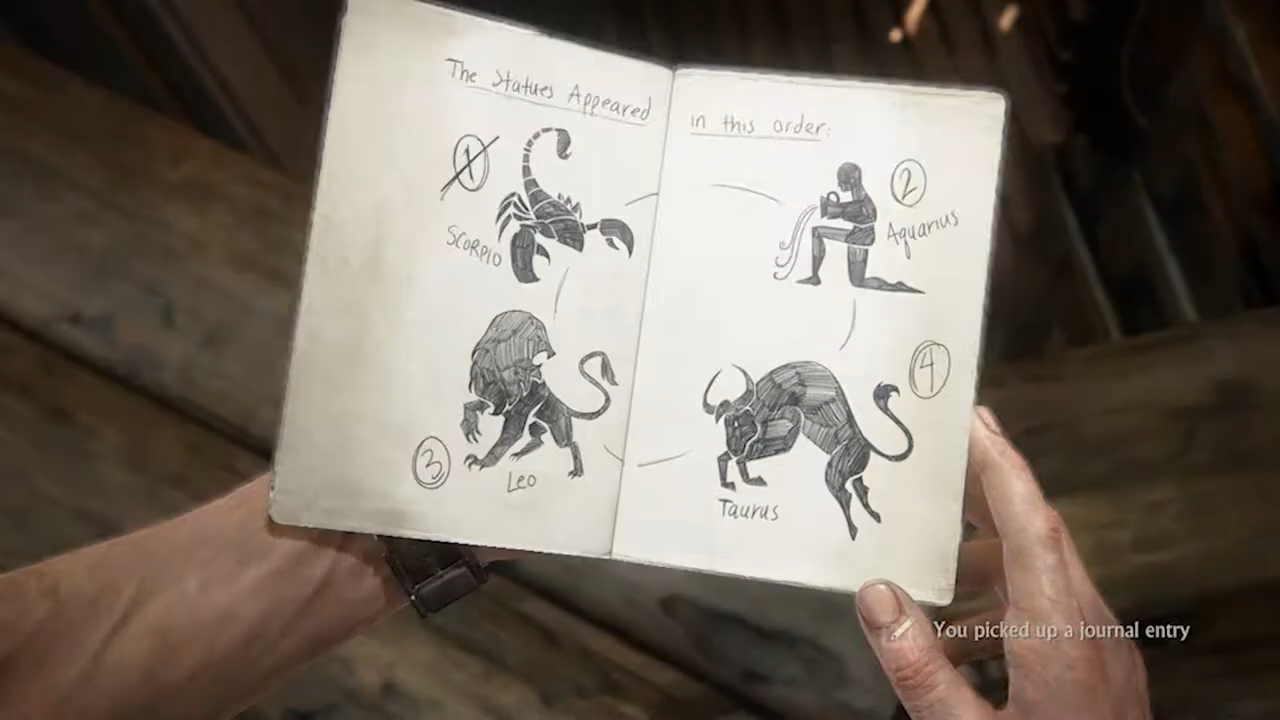 The Statues Appeared
in this order:
1
Scorpio
2
Aquarius
3
Leo
4
Taurus
You picked up a journal entry